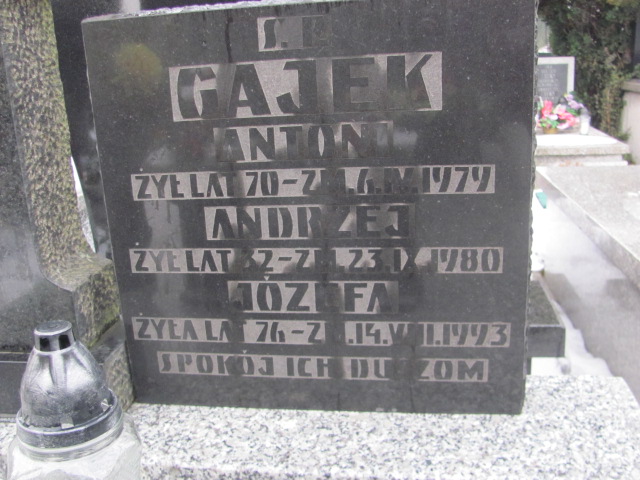 Ś. P.
GAJEK
ANTONI
ŻYŁ LAT 70 – ZM. 6. IV. 1979
ANDRZEJ
ŻYŁ LAT 32 – ZM. 23. IX. 1980
JÓZEFA
ŻYŁA LAT 76 – ZM. 14. VIII. 1993
SPOKÓJ ICH DUSZOM